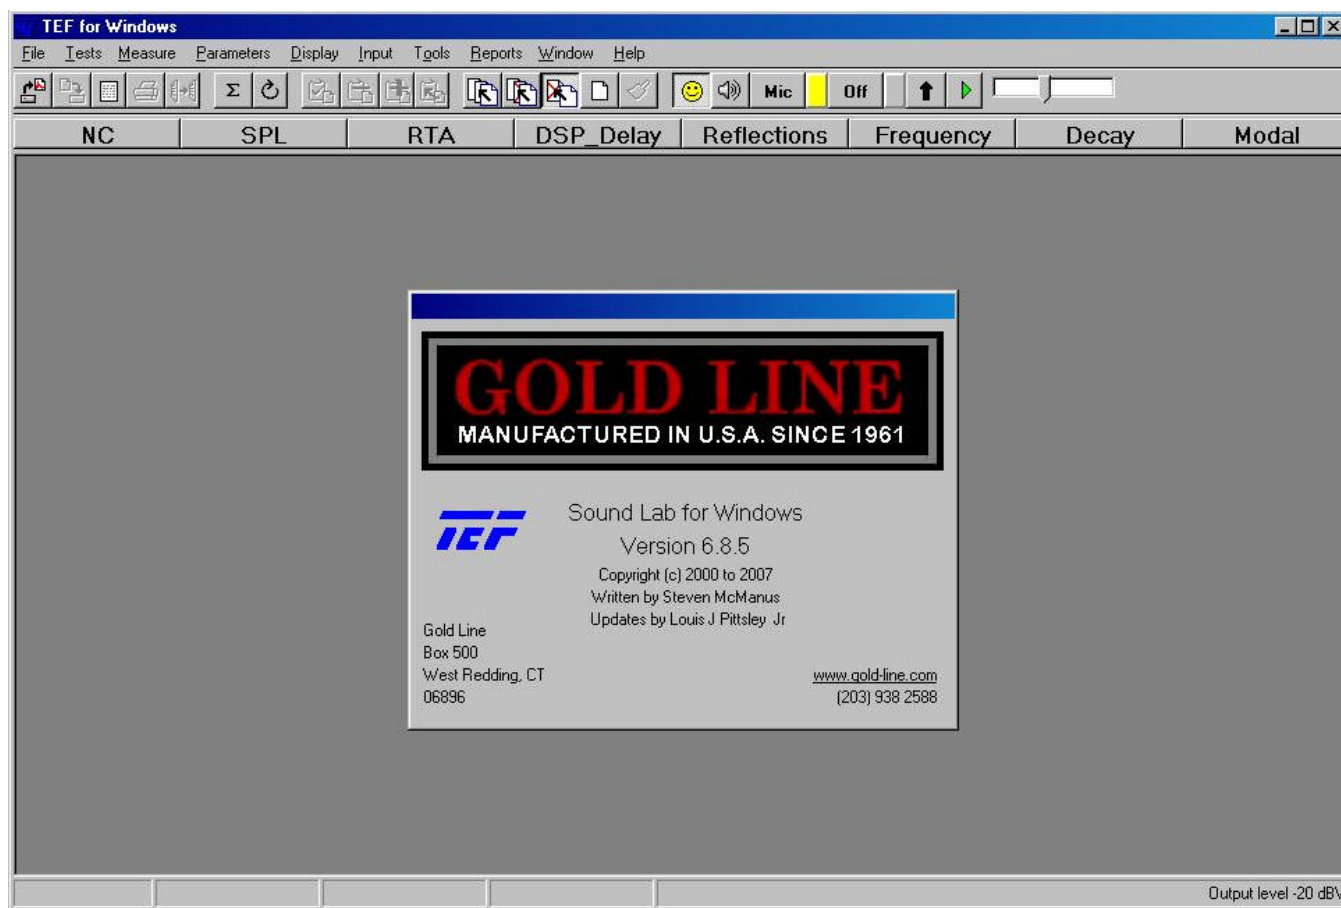 TEF for Windows
File Tests Measure Parameters Display Input Tools Reports Window Help
Σ Mic Off
NC SPL RTA DSP_Delay Reflections Frequency Decay Modal
GOLD LINE
MANUFACTURED IN U.S.A. SINCE 1961
TEF
Sound Lab for Windows
Version 6.8.5
Copyright (c) 2000 to 2007
Written by Steven McManus
Updates by Louis J Pittsley Jr
Gold Line
Box 500
West Redding, CT
06896
www.gold-line.com
(203) 938 2588
Output level -20 dBV